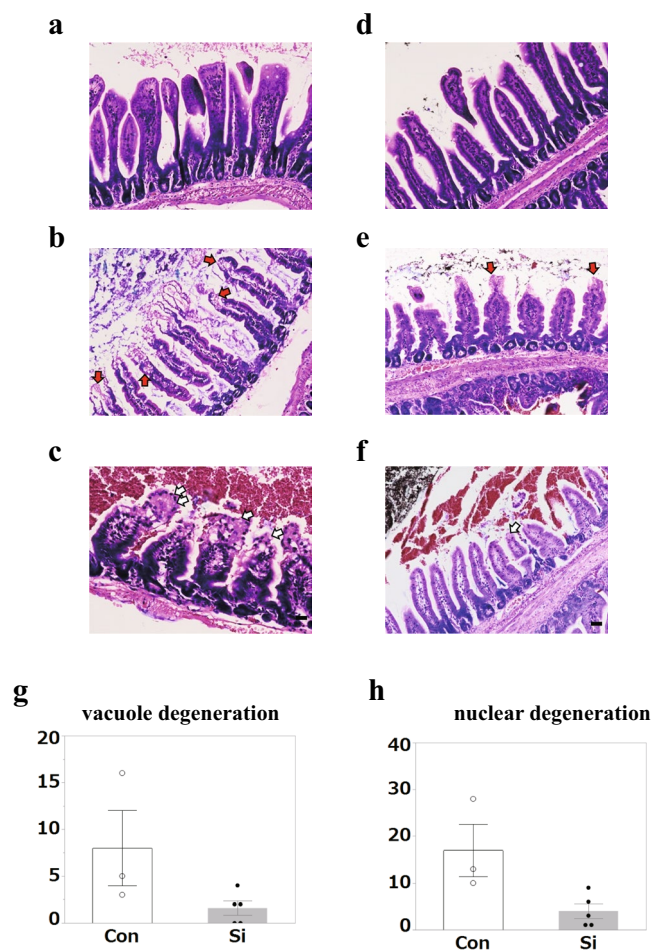 a
d
b
e
c
f
g
vacuole degeneration
20
15
10
5
0
Con
Si
h
nuclear degeneration
40
30
20
10
0
Con
Si